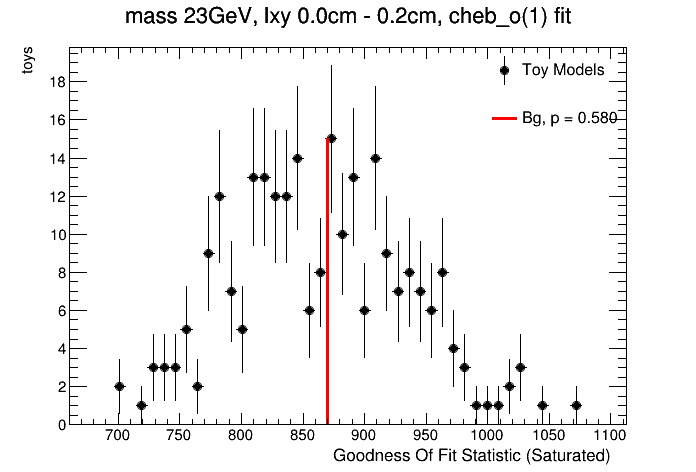 mass 23GeV, lxy 0.0cm - 0.2cm, cheb_o(1) fit
toys
18
16
14
12
10
8
6
4
2
0
Toy Models
Bg, p = 0.580
700 750 800 850 900 950 1000 1050 1100
Goodness Of Fit Statistic (Saturated)